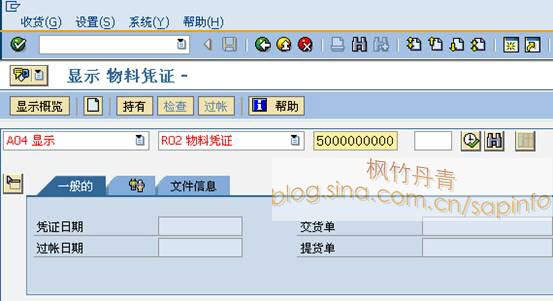 收货(G) 设置(S) 系统(Y) 帮助(H)
显示 物料凭证 -
显示概览 持有 检查 过帐 帮助
A04 显示 R02 物料凭证 5000000000
枫竹丹青
blog.sina.com.cn/sapinfo
一般的 文件信息
凭证日期 交货单
过帐日期 提货单